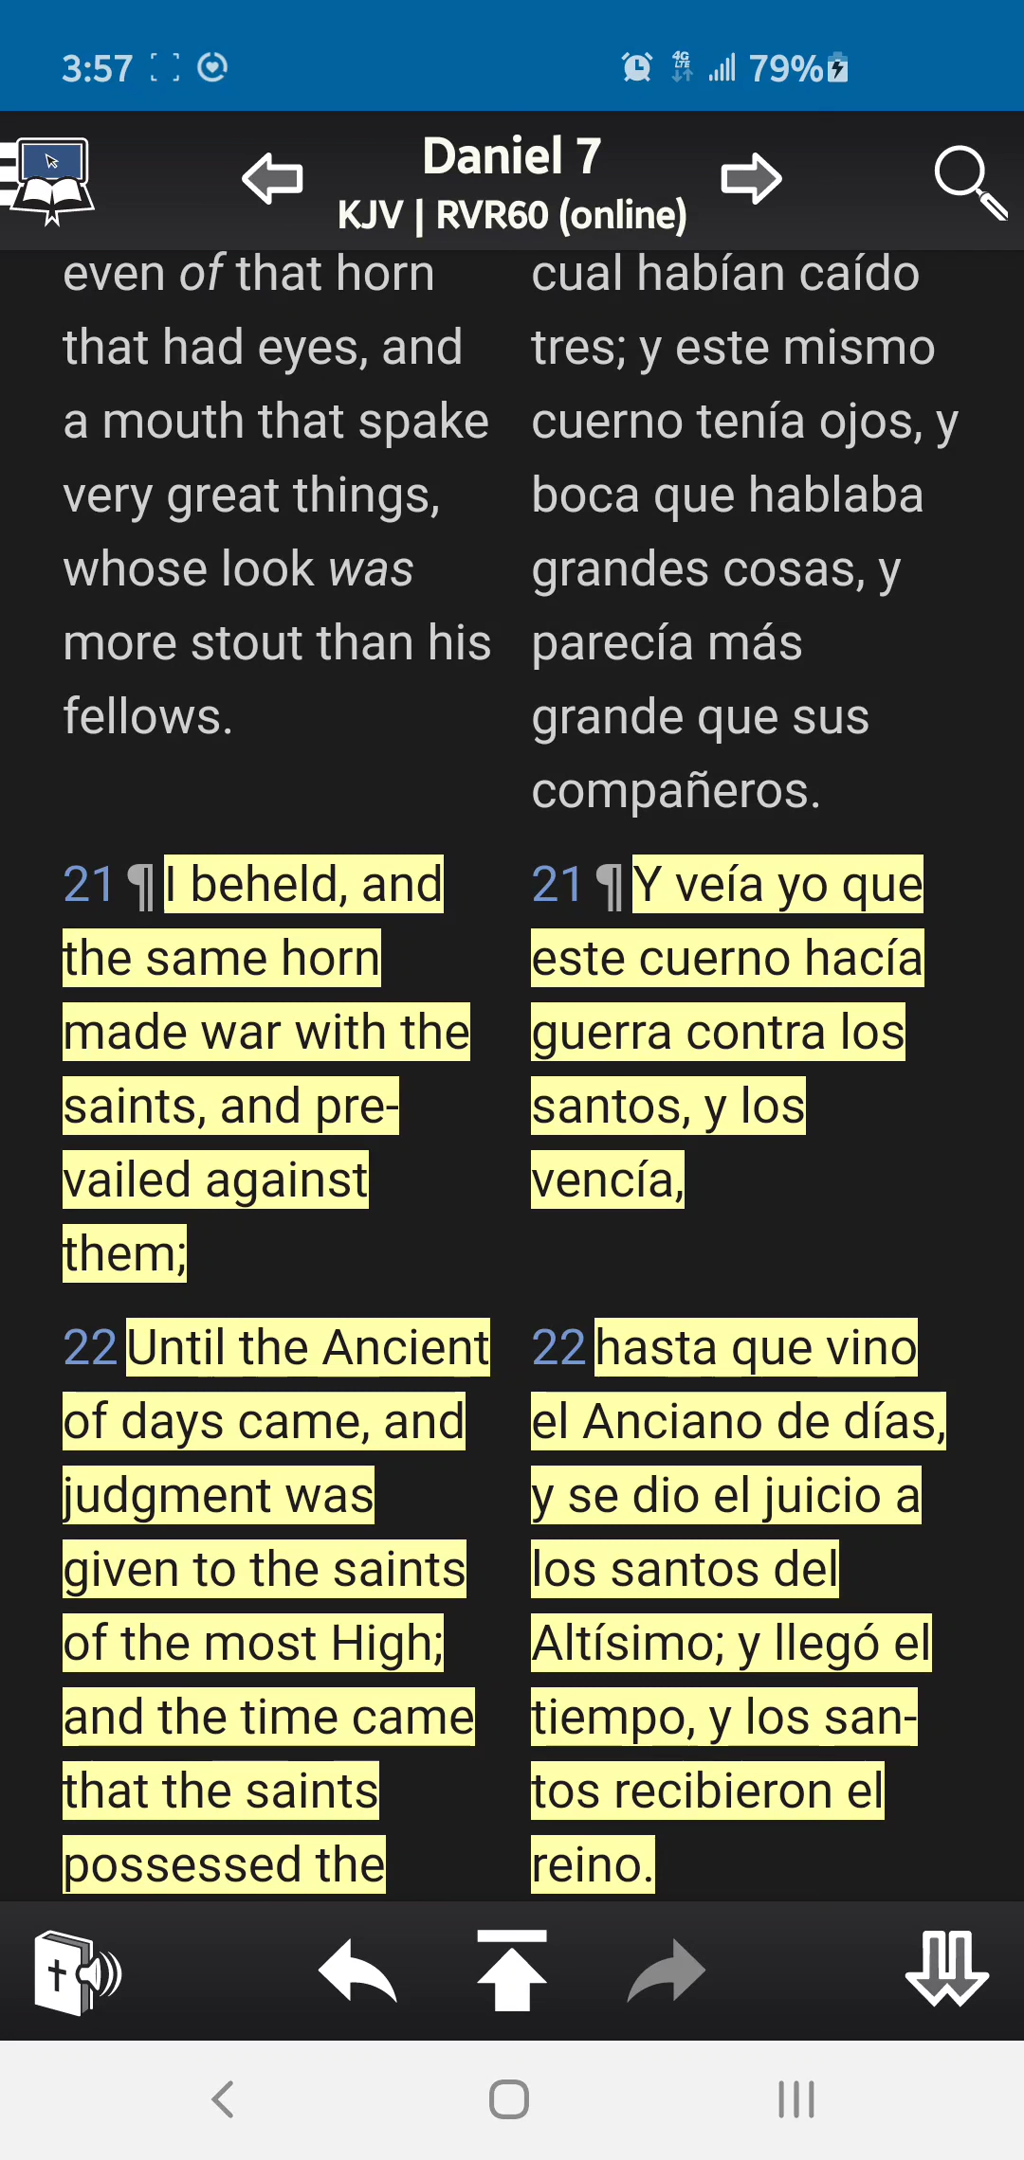 3:57
4G LTE 79%
Daniel 7
KJV | RVR60 (online)
even of that horn
that had eyes, and
a mouth that spake
very great things,
whose look was
more stout than his
fellows.
21 ¶ I beheld, and
the same horn
made war with the
saints, and pre-
vailed against
them;
22 Until the Ancient
of days came, and
judgment was
given to the saints
of the most High;
and the time came
that the saints
possessed the
cual habían caído
tres; y este mismo
cuerno tenía ojos, y
boca que hablaba
grandes cosas, y
parecía más
grande que sus
compañeros.
21 ¶ Y veía yo que
este cuerno hacía
guerra contra los
santos, y los
vencía,
22 hasta que vino
el Anciano de días,
y se dio el juicio a
los santos del
Altísimo; y llegó el
tiempo, y los san-
tos recibieron el
reino.